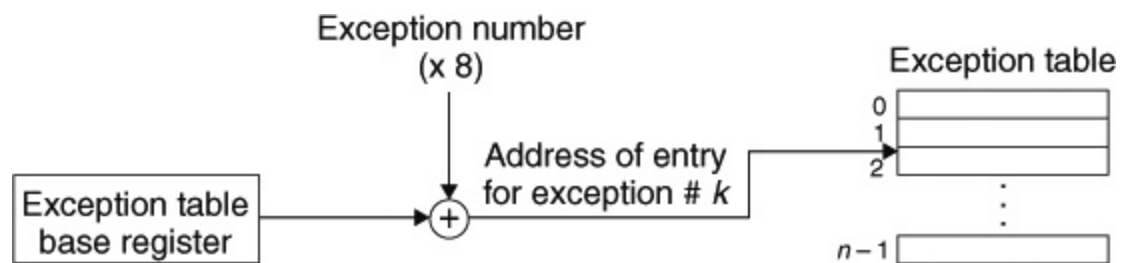 Exception number
(x 8)
Exception table
0
1
2
Address of entry
for exception # k
Exception table
base register
n – 1
+